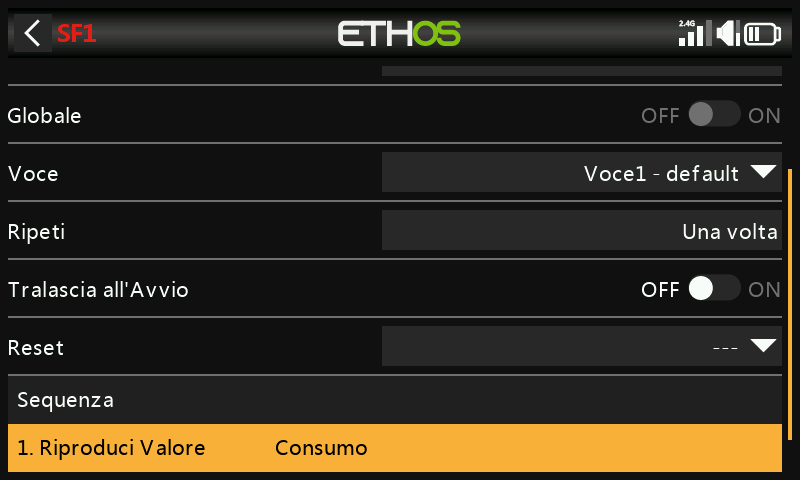 SF1 ETHOS 2.4G
Globale OFF ON
Voce Voce1 - default
Ripeti Una volta
Tralascia all'Avvio OFF ON
Reset ---
Sequenza
1. Riproduci Valore Consumo